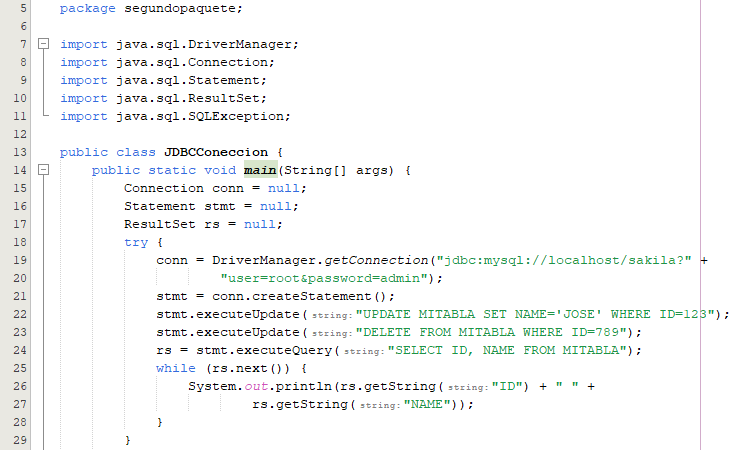 5 package segundopaquete;
6
7 import java.sql.DriverManager;
8 import java.sql.Connection;
9 import java.sql.Statement;
10 import java.sql.ResultSet;
11 import java.sql.SQLException;
12
13 public class JDBCConeccion {
14 public static void main(String[] args) {
15 Connection conn = null;
16 Statement stmt = null;
17 ResultSet rs = null;
18 try {
19 conn = DriverManager.getConnection("jdbc:mysql://localhost/sakila?" +
20 "user=root&password=admin");
21 stmt = conn.createStatement();
22 stmt.executeUpdate( string: "UPDATE MITABLA SET NAME='JOSE' WHERE ID=123");
23 stmt.executeUpdate( string: "DELETE FROM MITABLA WHERE ID=789");
24 rs = stmt.executeQuery( string: "SELECT ID, NAME FROM MITABLA");
25 while (rs.next()) {
26 System.out.println(rs.getString( string: "ID") + " " +
27 rs.getString( string: "NAME"));
28 }
29 }